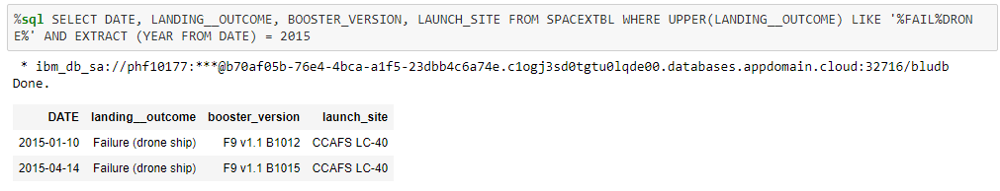 %sql SELECT DATE, LANDING__OUTCOME, BOOSTER_VERSION, LAUNCH_SITE FROM SPACEXTBL WHERE UPPER(LANDING__OUTCOME) LIKE '%FAIL%DRON
E%' AND EXTRACT (YEAR FROM DATE) = 2015
* ibm_db_sa://phf10177:***@b70af05b-76e4-4bca-a1f5-23dbb4c6a74e.c1ogj3sd0tgtu0lqde00.databases.appdomain.cloud:32716/bludb
Done.
DATE landing__outcome booster_version launch_site
2015-01-10 Failure (drone ship) F9 v1.1 B1012 CCAFS LC-40
2015-04-14 Failure (drone ship) F9 v1.1 B1015 CCAFS LC-40